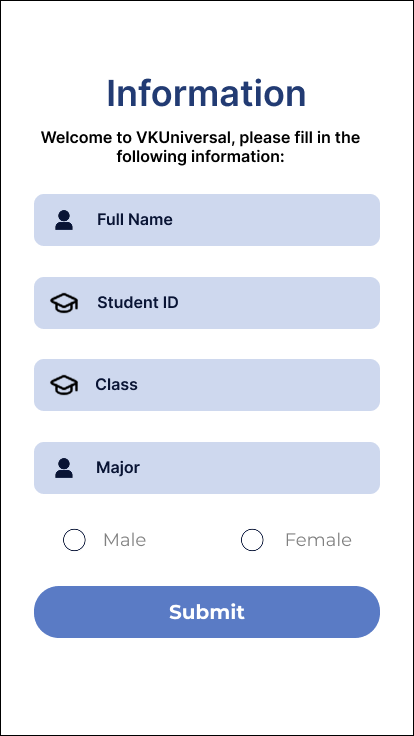 Information
Welcome to VKUniversal, please fill in the
following information:
Full Name
Student ID
Class
Major
Male
Female
Submit